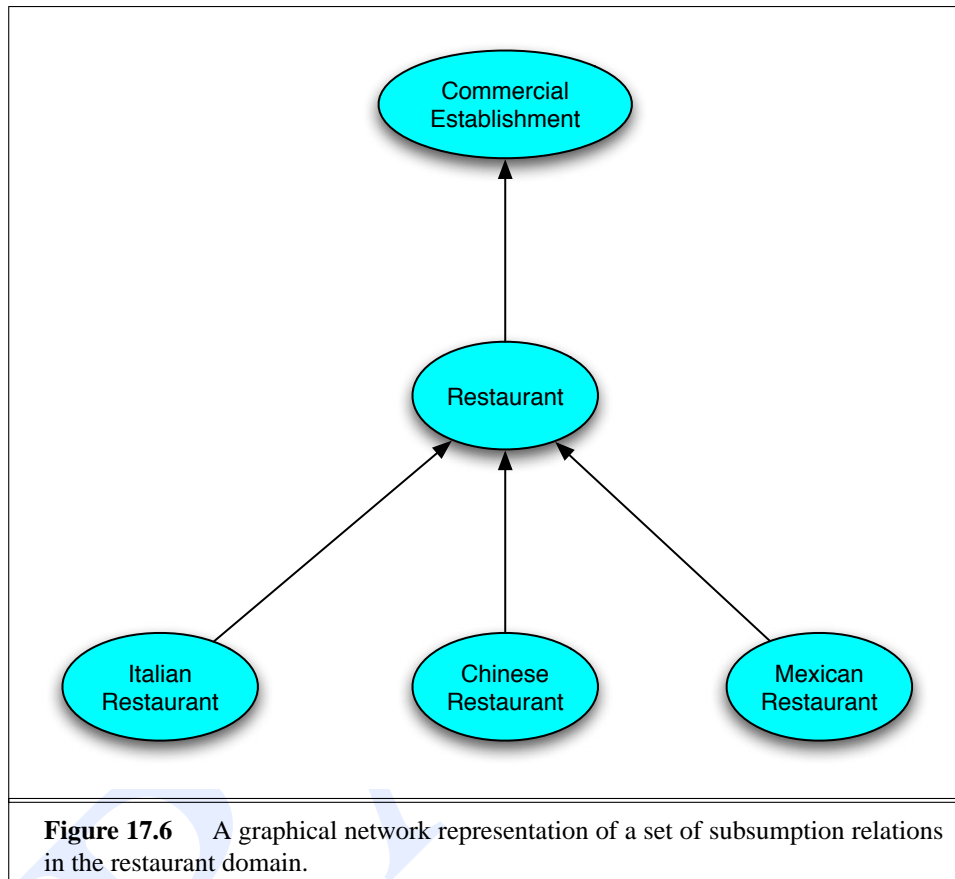 Commercial
Establishment
Restaurant
Italian
Restaurant
Chinese
Restaurant
Mexican
Restaurant
Figure 17.6 A graphical network representation of a set of subsumption relations
in the restaurant domain.